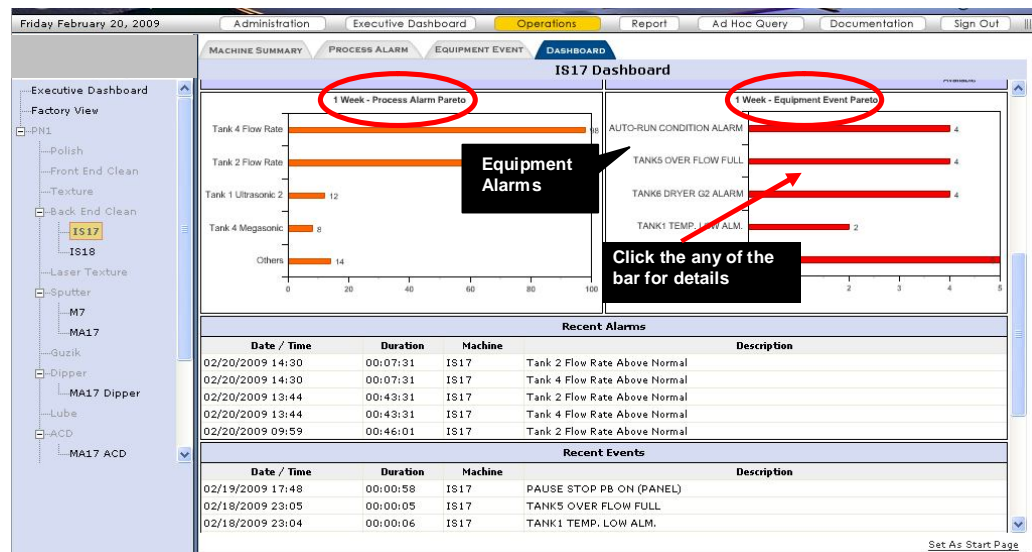 Friday February 20, 2009
Administration Executive Dashboard Operations Report Ad Hoc Query Documentation Sign Out
MACHINE SUMMARY PROCESS ALARM EQUIPMENT EVENT DASHBOARD
IS17 Dashboard
Executive Dashboard
Factory View
PN1
Polish
Front End Clean
Texture
Back End Clean
IS17
IS18
Laser Texture
Sputter
M7
MA17
Guzik
Dipper
MA17 Dipper
Lube
ACD
MA17 ACD
1 Week - Process Alarm Pareto
Tank 4 Flow Rate 98
Tank 2 Flow Rate
Tank 1 Ultrasonic 2 12
Tank 4 Megasonic 8
Others 14
0 20 40 60 80 100
Equipment
Alarms
1 Week - Equipment Event Pareto
AUTO-RUN CONDITION ALARM 4
TANK5 OVER FLOW FULL 4
TANK6 DRYER G2 ALARM 4
TANK1 TEMP. LOW ALM. 2
2 3 4 5
Click the any of the
bar for details
Recent Alarms
Date / Time Duration Machine Description
02/20/2009 14:30 00:07:31 IS17 Tank 2 Flow Rate Above Normal
02/20/2009 14:30 00:07:31 IS17 Tank 4 Flow Rate Above Normal
02/20/2009 13:44 00:43:31 IS17 Tank 2 Flow Rate Above Normal
02/20/2009 13:44 00:43:31 IS17 Tank 4 Flow Rate Above Normal
02/20/2009 09:59 00:46:01 IS17 Tank 2 Flow Rate Above Normal
Recent Events
Date / Time Duration Machine Description
02/19/2009 17:48 00:00:58 IS17 PAUSE STOP PB ON (PANEL)
02/18/2009 23:05 00:00:05 IS17 TANK5 OVER FLOW FULL
02/18/2009 23:04 00:00:06 IS17 TANK1 TEMP. LOW ALM.
Set As Start Page